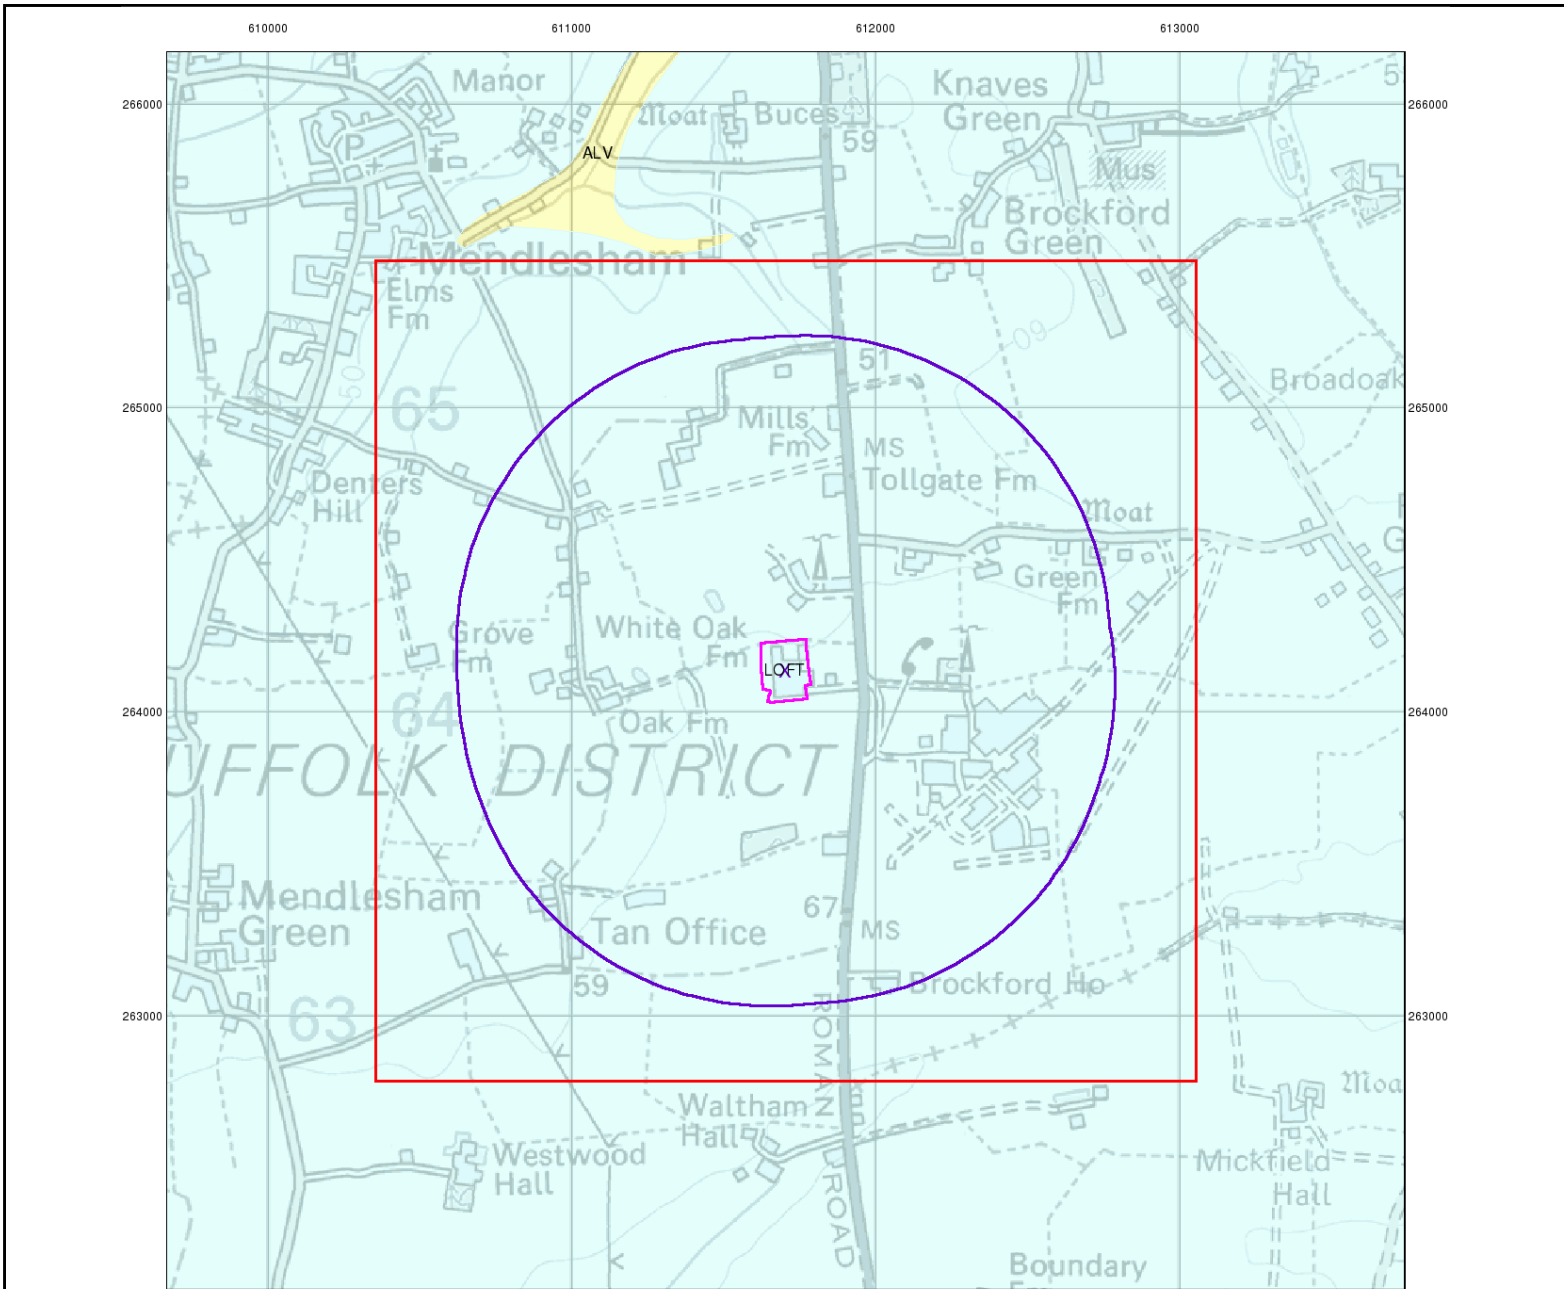 610000 611000 612000 613000
266000 266000
Manor
Moat
Buces
Knaves
Green
5
P
59
ALV
Mus
Brockford
Green
Mendlesham
Elms
Fm
50
60
51
65
Broadoak
265000 265000
Mills'
Fm
MS
Tollgate Fm
Denters
Hill
Moat
G
Green
Fm
White Oak
Fm
Grove
Fm
LOFT
64
Oak Fm
264000 264000
UFFOLK DISTRICT
Mendlesham
Green
67
Tan Office
MS
59
Brockford Ho
63
263000 263000
ROMAN
Moa
Waltham
Hall
Westwood
Hall
Mickfield
Hall
ROAD
Boundary